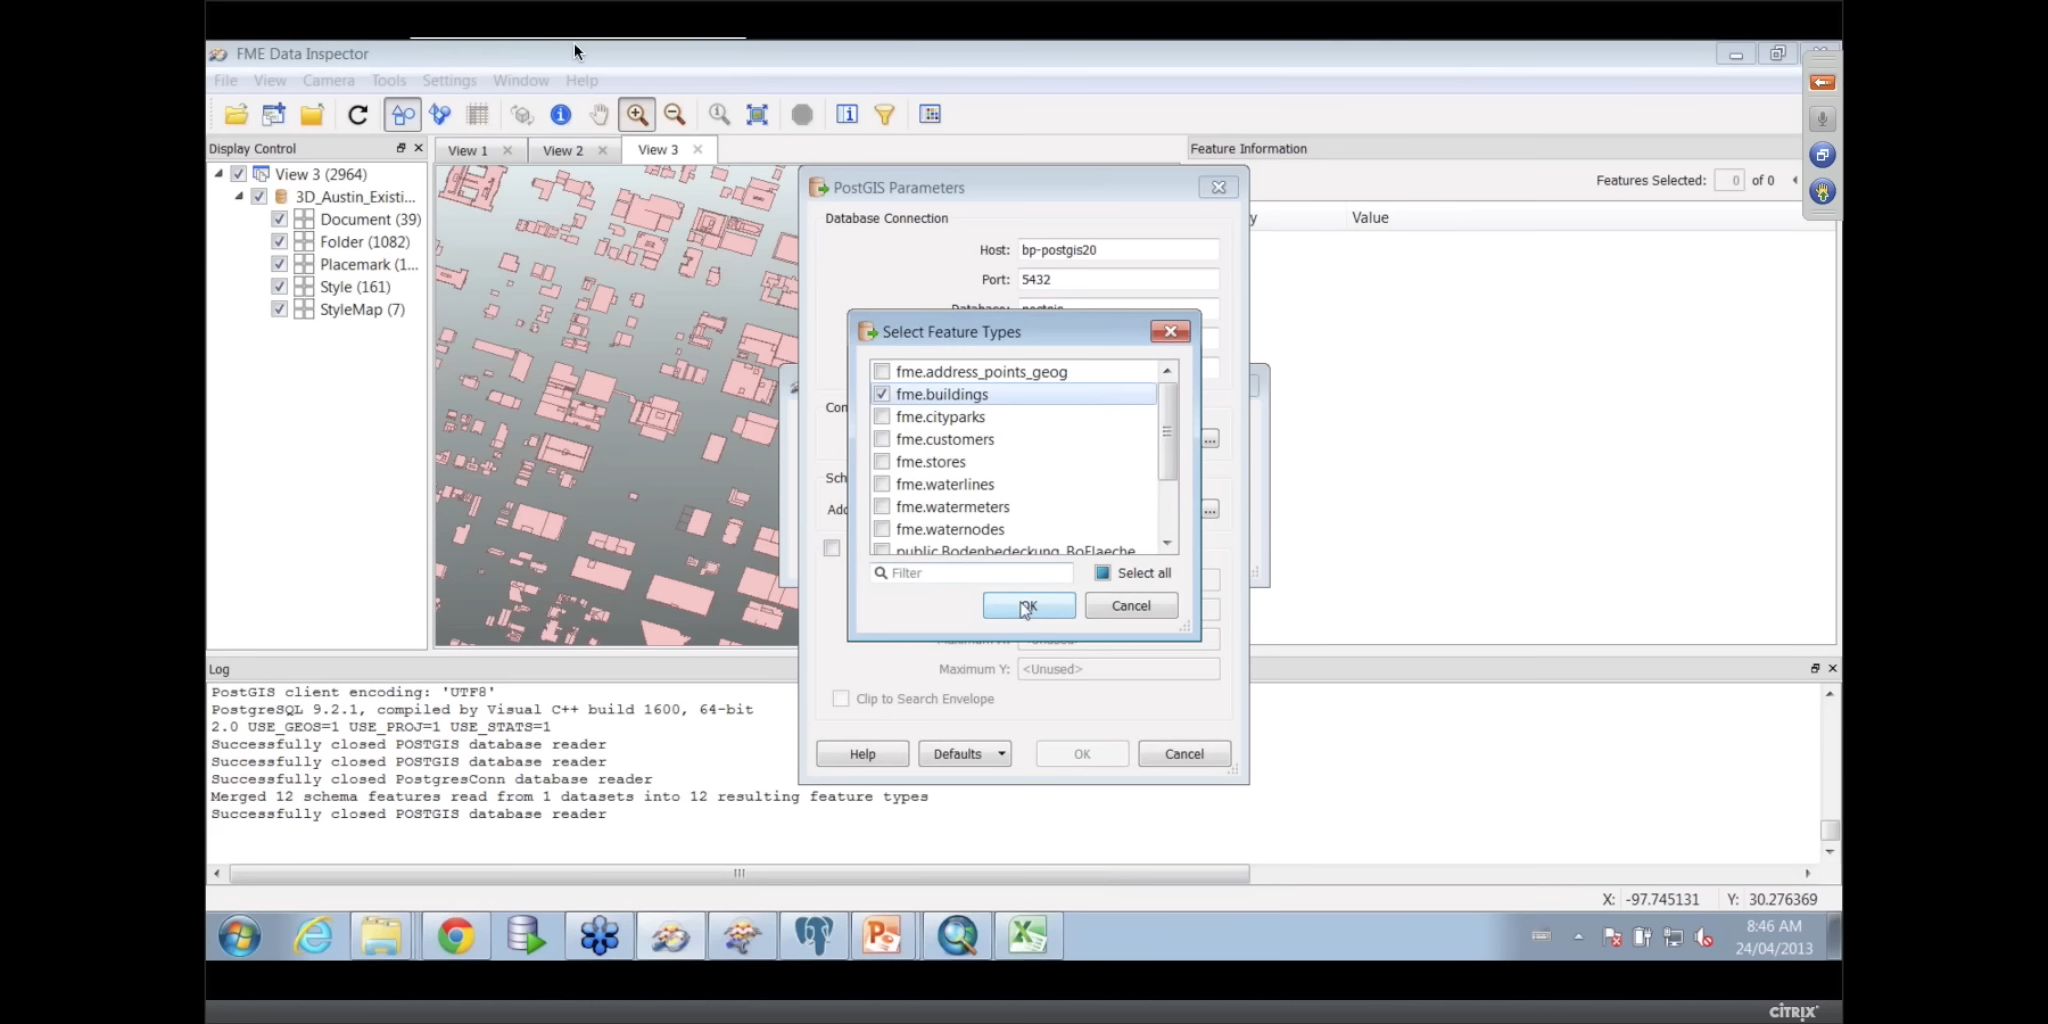 FME Data Inspector
File View Camera Tools Settings Window Help
Display Control
View 3 (2964)
3D_Austin_Existi...
Document (39)
Folder (1082)
Placemark (1...
Style (161)
StyleMap (7)
View 1
View 2
View 3
Feature Information
Features Selected: 0 of 0
Value
PostGIS Parameters
Database Connection
Host: bp-postgis20
Port: 5432
Select Feature Types
fme.address_points_geog
fme.buildings
fme.cityparks
fme.customers
fme.stores
fme.waterlines
fme.watermeters
fme.waternodes
public.Bodenbedeckung_BoFlaeche
Filter
Select all
OK
Cancel
Maximum Y: <Unused>
Clip to Search Envelope
Help
Defaults
OK
Cancel
Log
PostGIS client encoding: 'UTF8'
PostgreSQL 9.2.1, compiled by Visual C++ build 1600, 64-bit
2.0 USE_GEOS=1 USE_PROJ=1 USE_STATS=1
Successfully closed POSTGIS database reader
Successfully closed POSTGIS database reader
Successfully closed PostgresConn database reader
Merged 12 schema features read from 1 datasets into 12 resulting feature types
Successfully closed POSTGIS database reader
X: -97.745131 Y: 30.276369
8:46 AM
24/04/2013
CITRIX